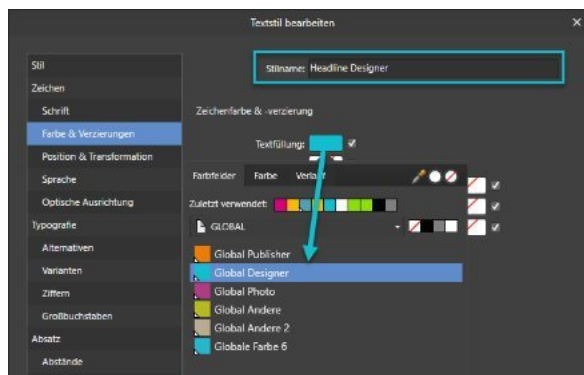 Textstil bearbeiten
Stil
Stilname: Headline Designer
Zeichen
Schrift
Zeichenfarbe & -verzierung
Farbe & Verzierungen
Textfüllung:
Position & Transformation
Sprache
Farbfelder Farbe Verlauf
Optische Ausrichtung
Zuletzt verwendet:
Typografie
GLOBAL
Alternativen
Global Publisher
Varianten
Global Designer
Ziffern
Global Photo
Großbuchstaben
Global Andere
Global Andere 2
Absatz
Globale Farbe 6
Abstände